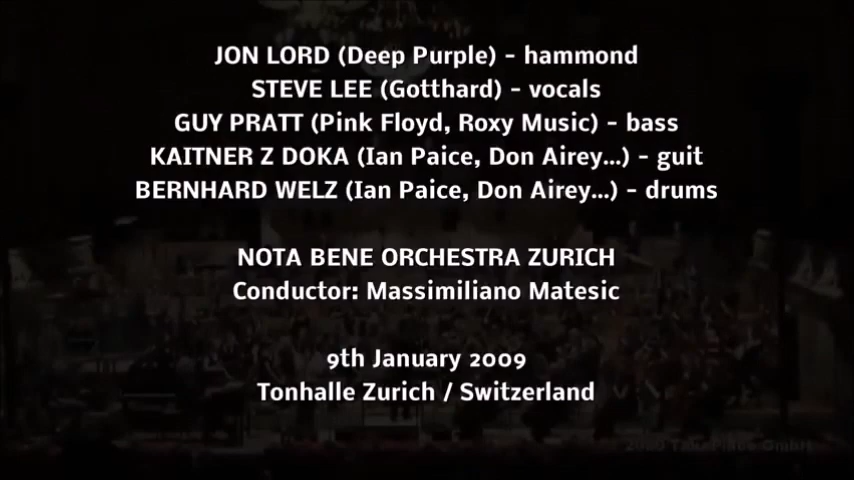 JON LORD (Deep Purple) - hammond
STEVE LEE (Gotthard) - vocals
GUY PRATT (Pink Floyd, Roxy Music) - bass
KAITNER Z DOKA (Ian Paice, Don Airey...) - guit
BERNHARD WELZ (Ian Paice, Don Airey...) - drums
NOTA BENE ORCHESTRA ZURICH
Conductor: Massimiliano Matesic
9th January 2009
Tonhalle Zurich / Switzerland